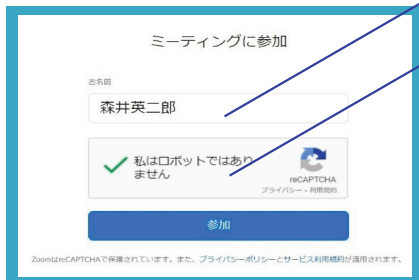 ミーティングに参加
お名前
森井英二郎
私はロボットではあり
ません
reCAPTCHA
プライバシー・利用規約
参加
ZoomはreCAPTCHAで保護されています。また、プライバシーポリシーとサービス利用規約が適用されます。